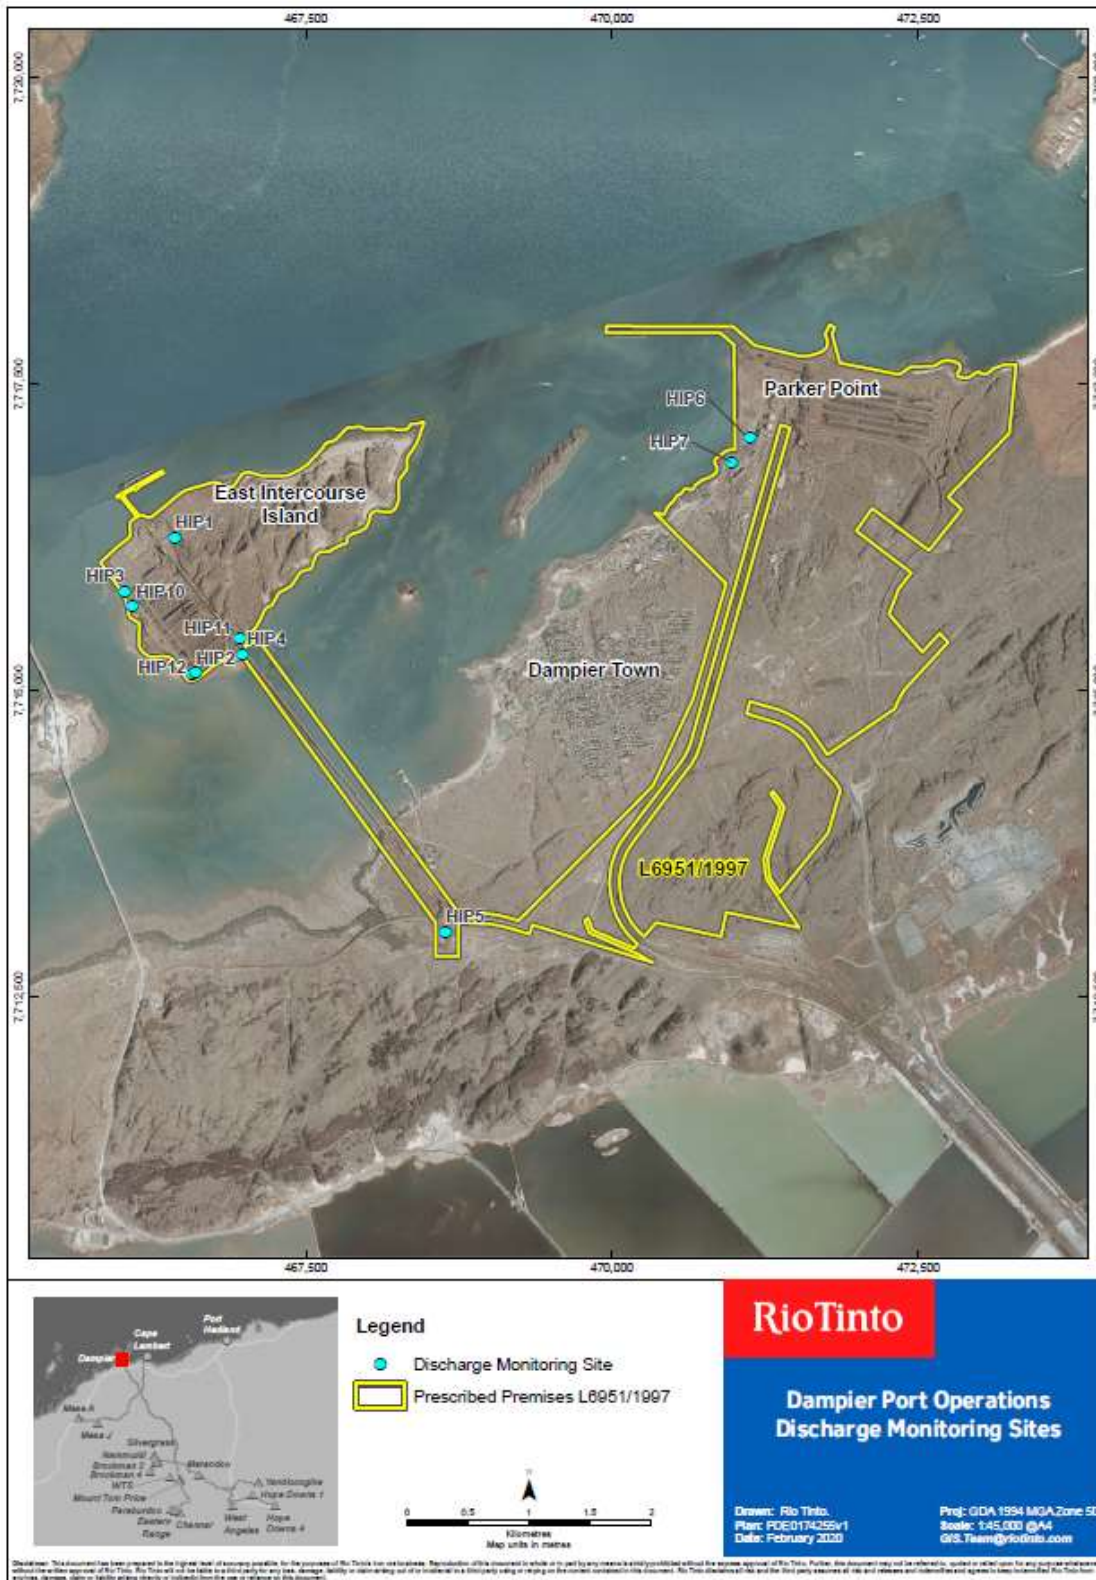 467,500 470,000 472,500
7,720,000
7,717,500
Parker Point
HIP6
HIP7
East Intercourse
Island
HIP1
HIP3
HIP10
HIP11
HIP4
HIP12
HIP2
Dampier Town
7,715,000
L6951/1997
HIP5
7,712,500
467,500 470,000 472,500
Port
Hedland
Cape
Lambert
Dampier
Mesa A
Mesa J
Silvergrass
Nammuldi
Brockman 2
Brockman 4
Marandoo
WTS
Yandicoogina
Hope Downs 1
Mount Tom Price
Paraburdoo
Eastern
Range
Channar
West
Angelas
Hope
Downs 4
Legend
Discharge Monitoring Site
Prescribed Premises L6951/1997
N
0 0.5 1 1.5 2
Kilometres
Map units in metres
RioTinto
Dampier Port Operations
Discharge Monitoring Sites
Drawn: Rio Tinto.
Plan: PDE0174255v1
Date: February 2020
Proj: GDA 1994 MGA Zone 50
Scale: 1:45,000 @A4
GIS.Team@riotinto.com